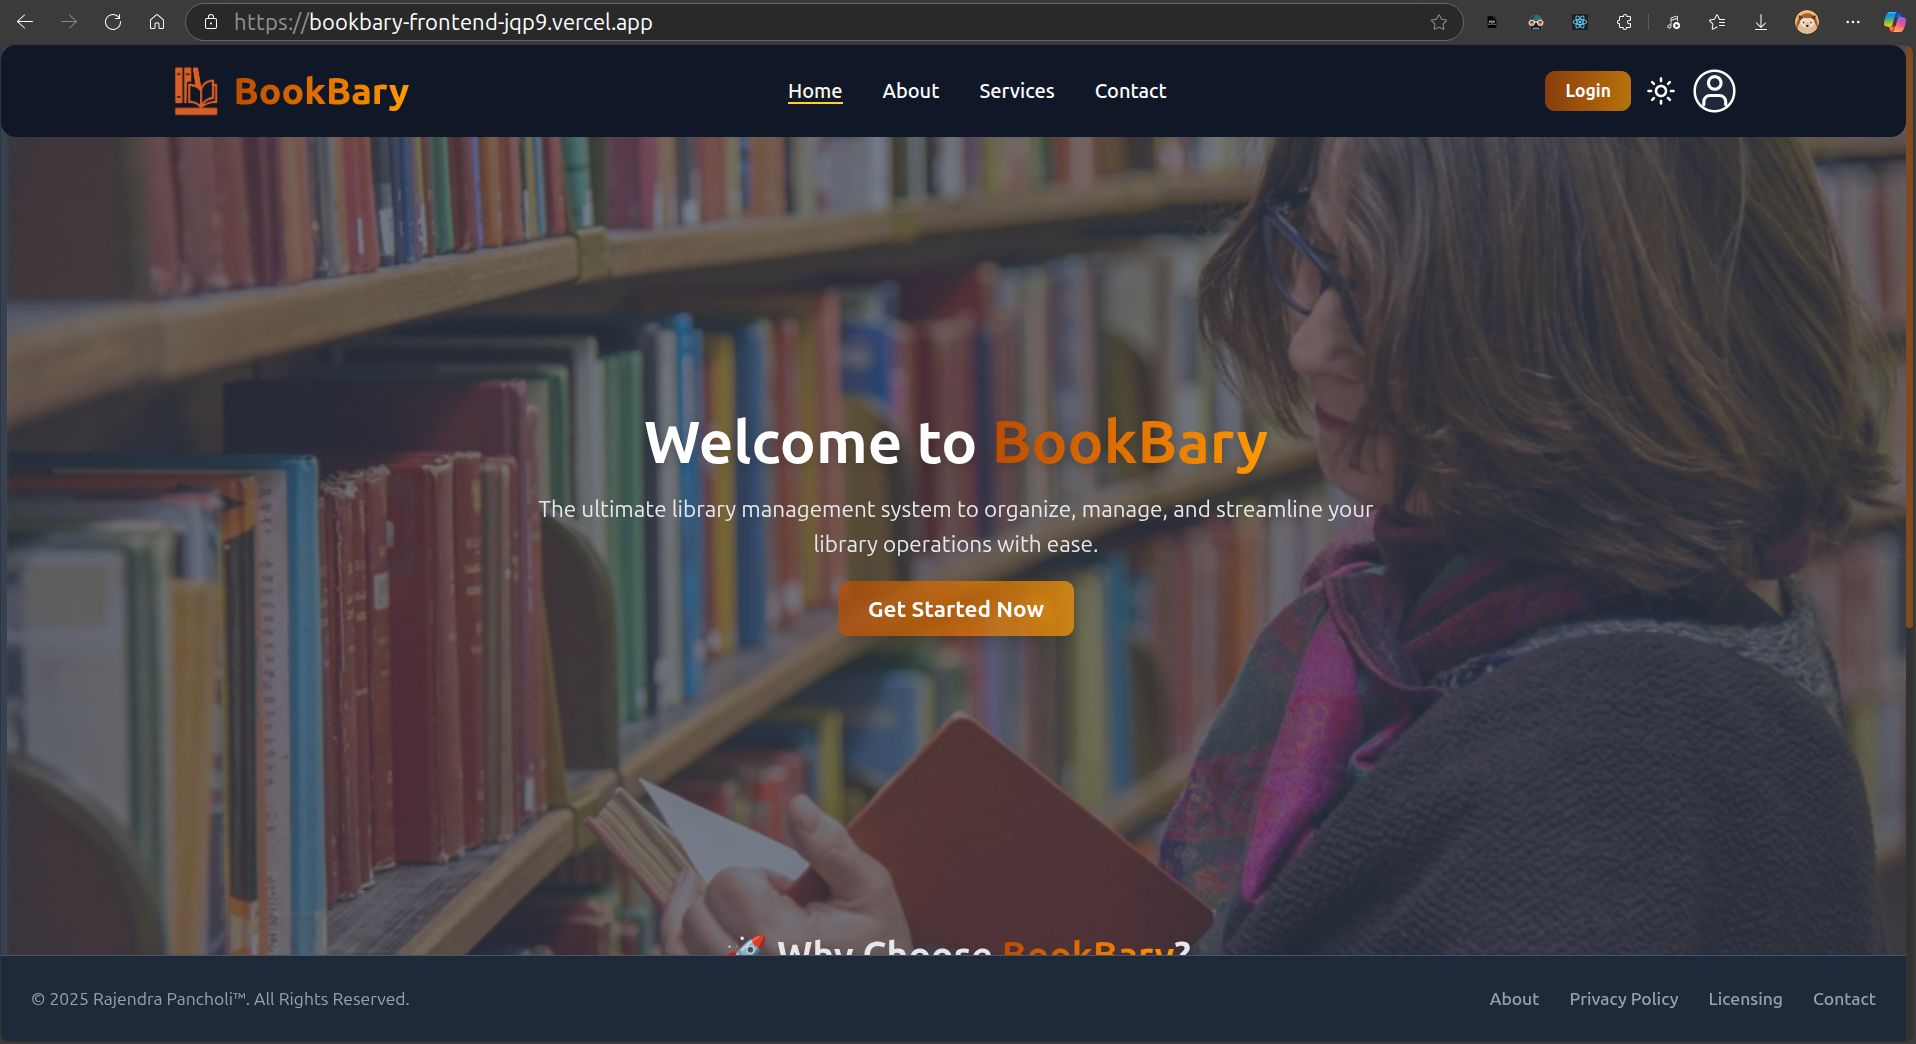 https://bookbary-frontend-jqp9.vercel.app
BookBary
Home About Services Contact
Login
Welcome to BookBary
The ultimate library management system to organize, manage, and streamline your
library operations with ease.
Get Started Now
🚀 Why Choose BookBary?
© 2025 Rajendra Pancholi™. All Rights Reserved.
About Privacy Policy Licensing Contact